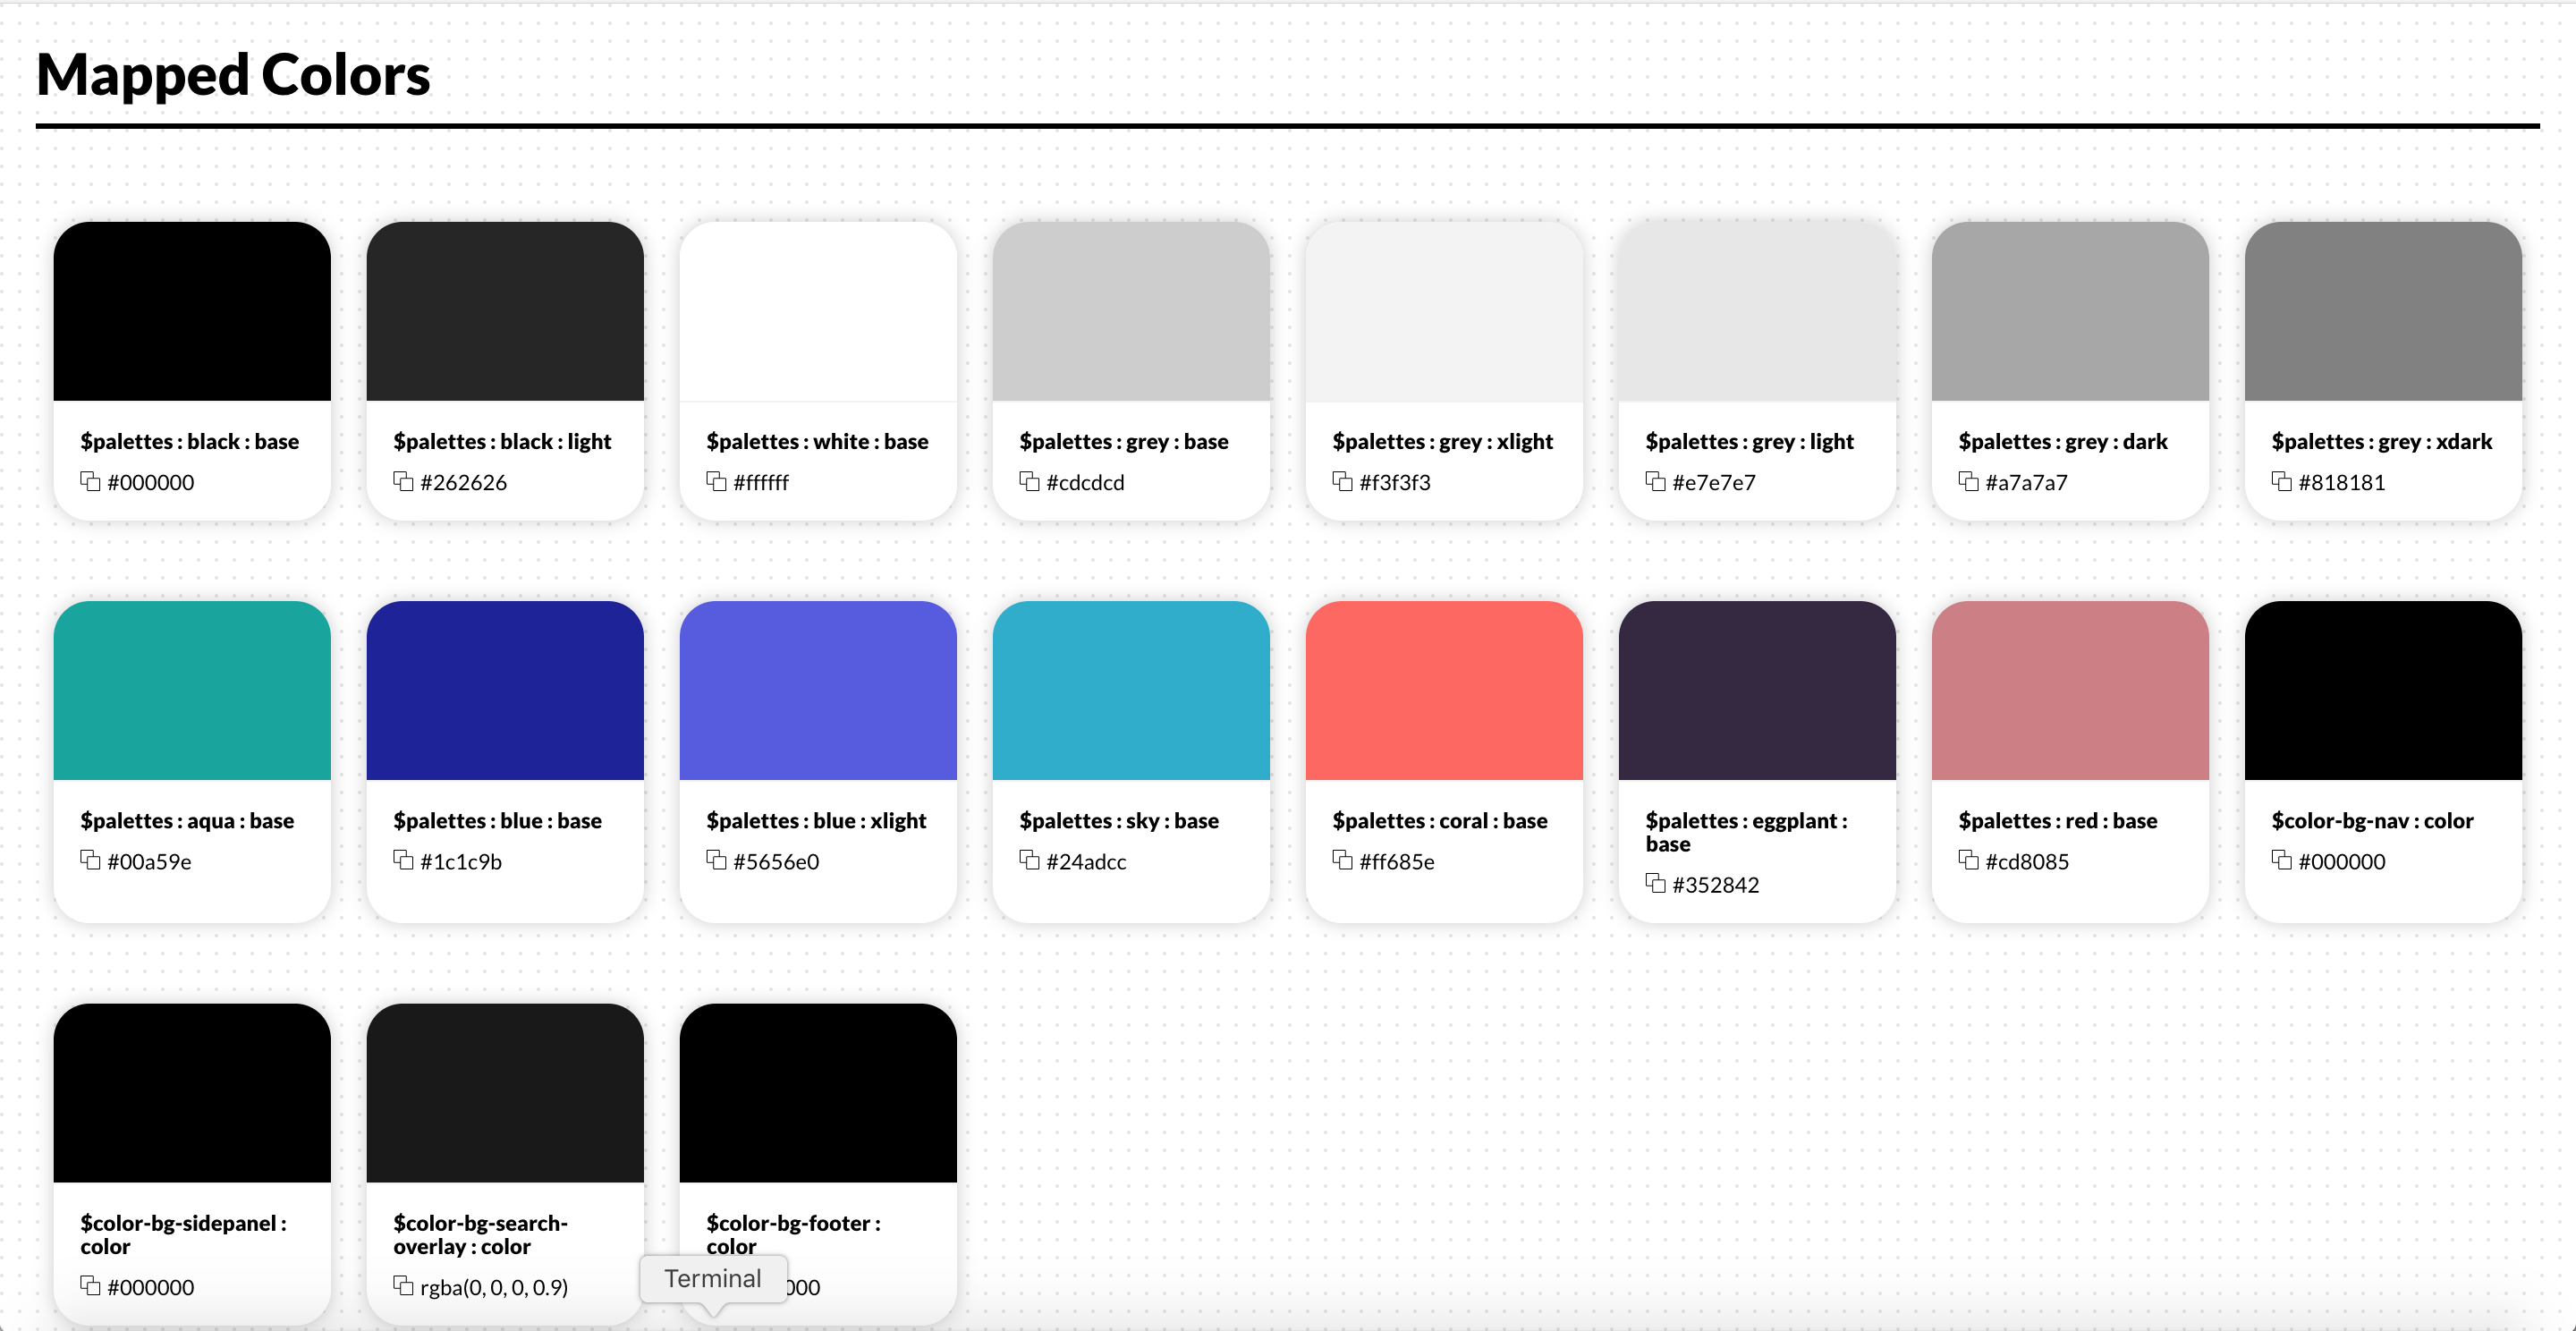 Mapped Colors
$palettes : black : base
#000000
$palettes : black : light
#262626
$palettes : white : base
#ffffff
$palettes : grey : base
#cdcdcd
$palettes : grey : xlight
#f3f3f3
$palettes : grey : light
#e7e7e7
$palettes : grey : dark
#a7a7a7
$palettes : grey : xdark
#818181
$palettes : aqua : base
#00a59e
$palettes : blue : base
#1c1c9b
$palettes : blue : xlight
#5656e0
$palettes : sky : base
#24adcc
$palettes : coral : base
#ff685e
$palettes : eggplant :
base
#352842
$palettes : red : base
#cd8085
$color-bg-nav : color
#000000
$color-bg-sidepanel :
color
#000000
$color-bg-search-
overlay : color
rgba(0, 0, 0, 0.9)
$color-bg-footer :
color
000
Terminal